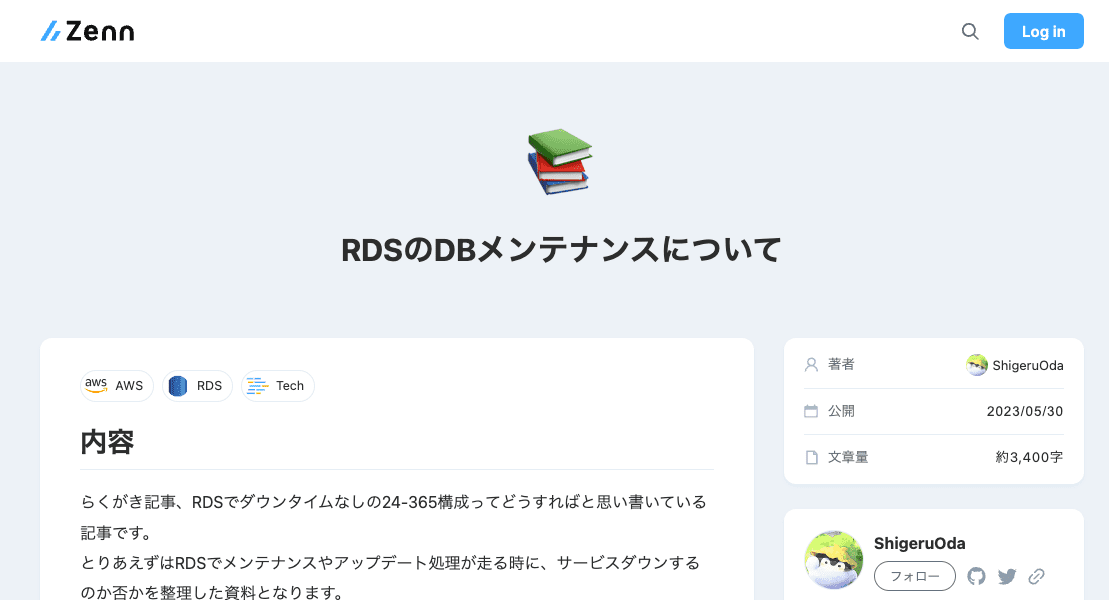 Zenn
Log in
RDSのDBメンテナンスについて
aws AWS
RDS
Tech
内容
らくがき記事、RDSでダウンタイムなしの24-365構成ってどうすればと思い書いている
記事です。
とりあえずはRDSでメンテナンスやアップデート処理が走る時に、サービスダウンする
のか否かを整理した資料となります。
著者 ShigeruOda
公開 2023/05/30
文章量 約3,400字
ShigeruOda
フォロー